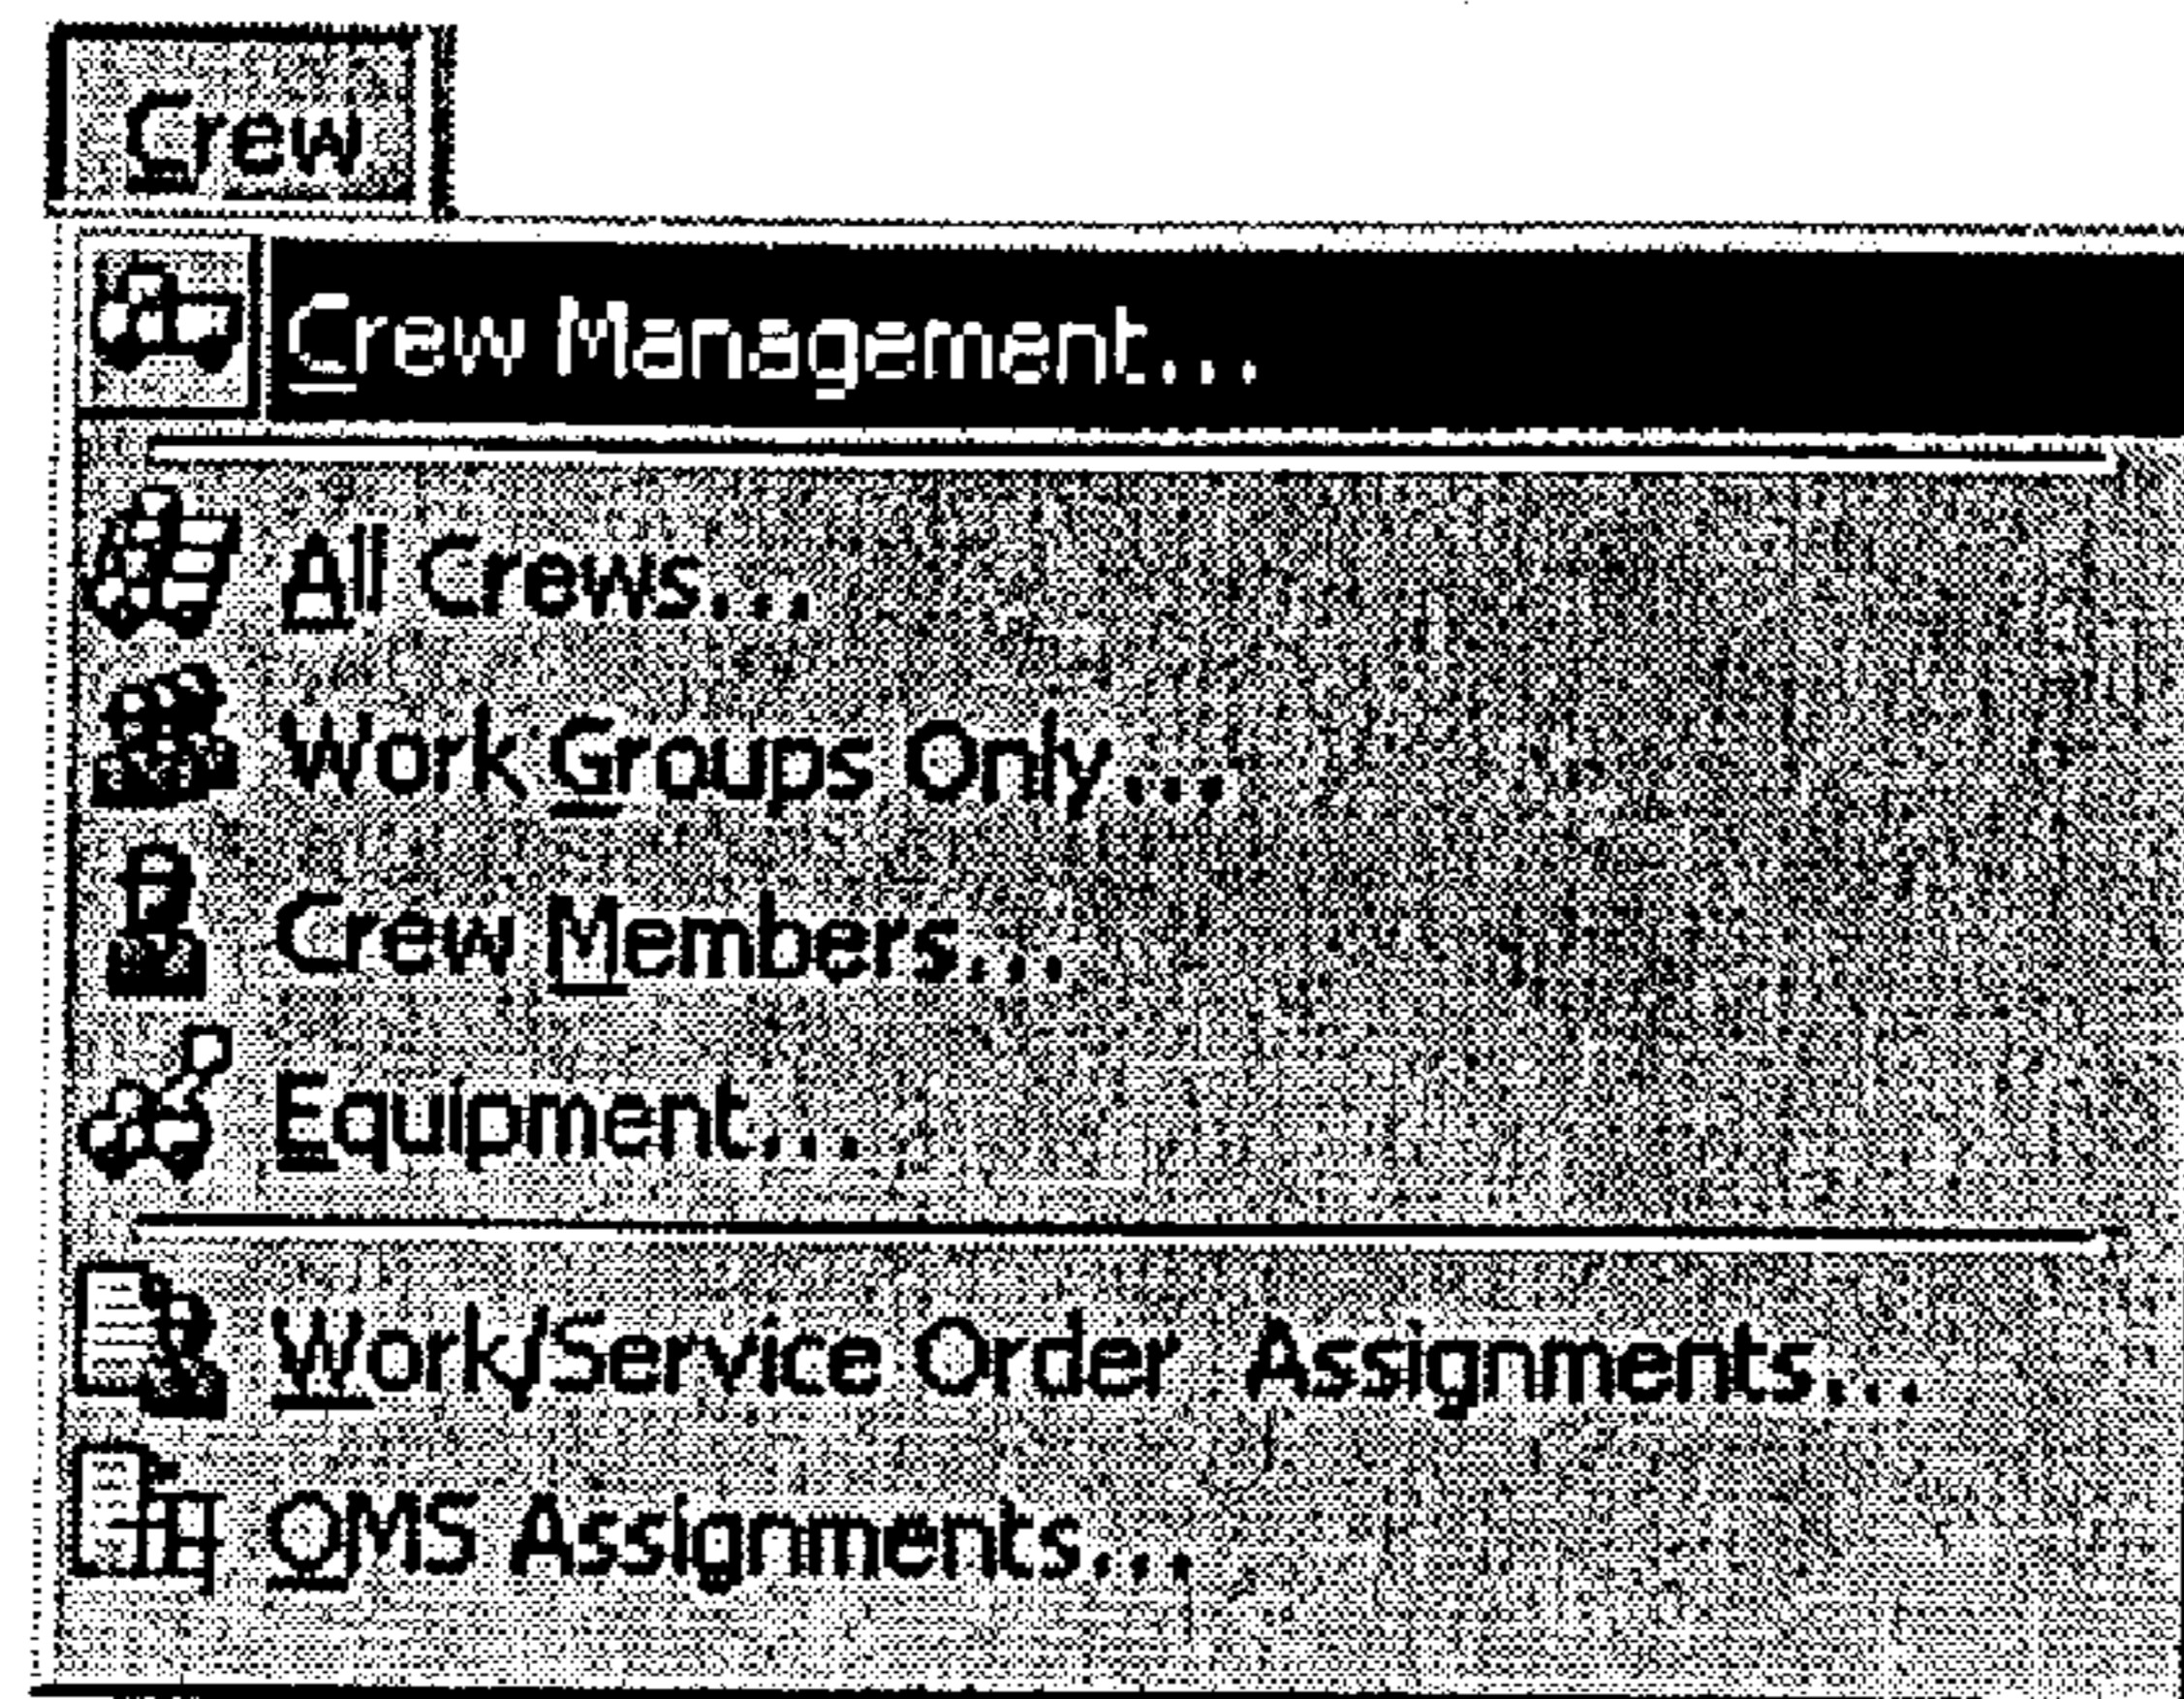 Crew
Crew Management...
All Crews...
Work Groups Only...
Crew Members...
Equipment...
Work/Service Order Assignments...
OMS Assignments...